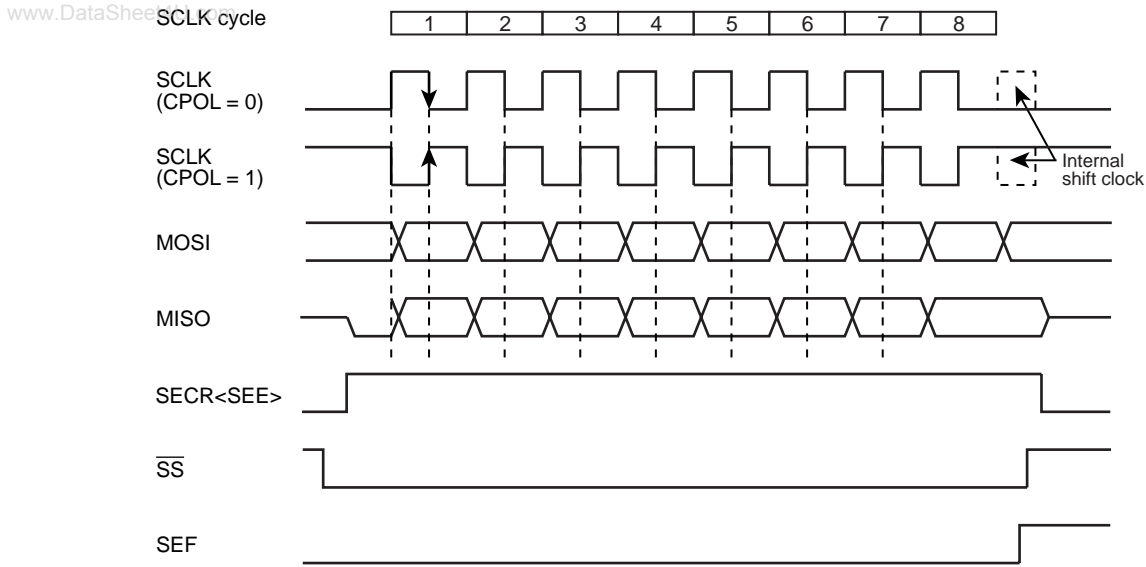 www.DataSheet4U.com
SCLK cycle 1 2 3 4 5 6 7 8
SCLK
(CPOL = 0)
SCLK
(CPOL = 1)
Internal
shift clock
MOSI
MISO
SECR<SEE>
SS
SEF